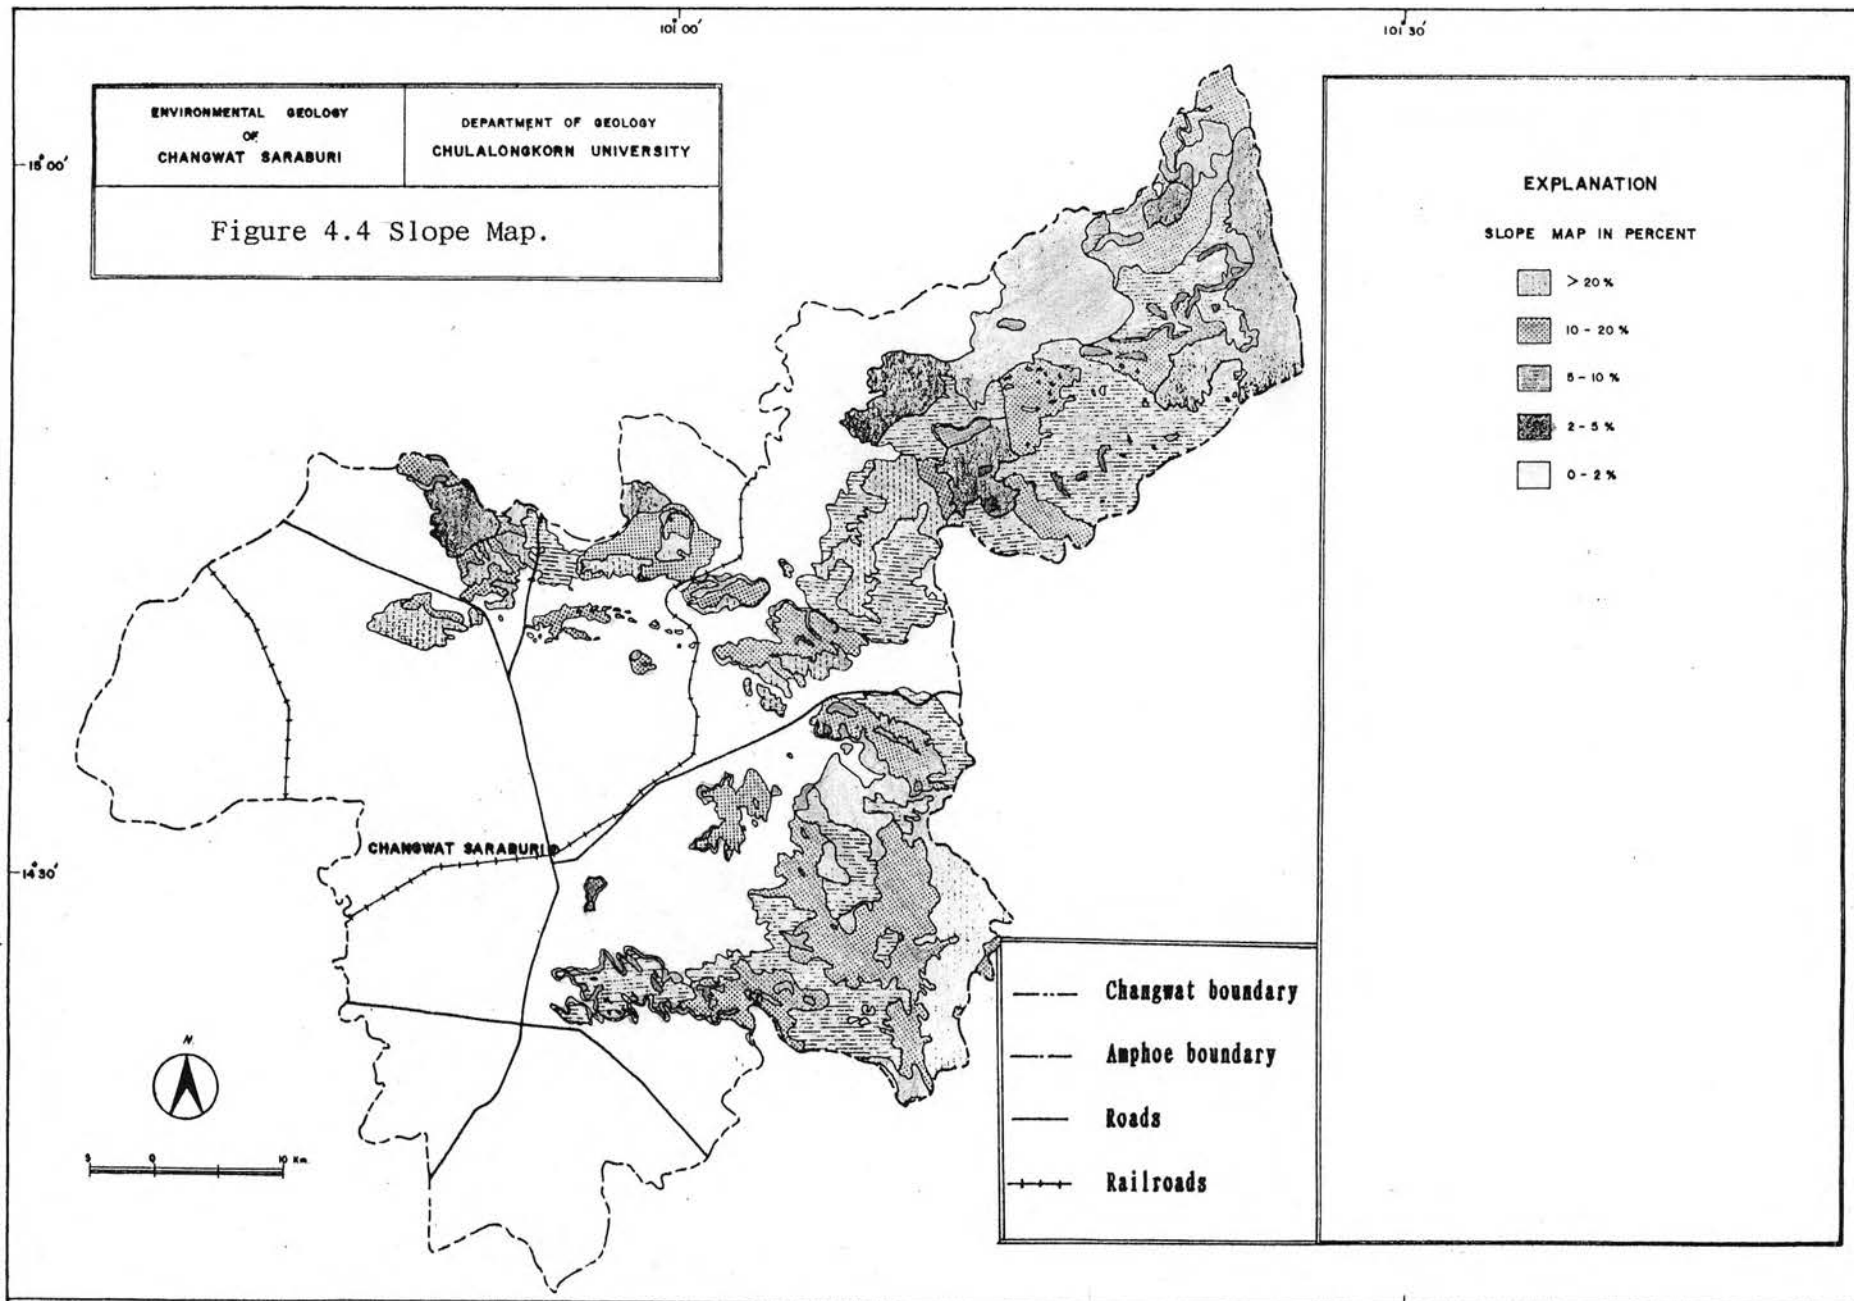 101° 00'
101° 30'
15° 00'
14° 30'
ENVIRONMENTAL GEOLOGY
OF
CHANGWAT SARABURI
DEPARTMENT OF GEOLOGY
CHULALONGKORN UNIVERSITY
Figure 4.4 Slope Map.
EXPLANATION
SLOPE MAP IN PERCENT
> 20 %
10 - 20 %
5 - 10 %
2 - 5 %
0 - 2 %
CHANGWAT SARABURI
Changwat boundary
Amphoe boundary
Roads
Railroads
N.
5 0 10 Km.